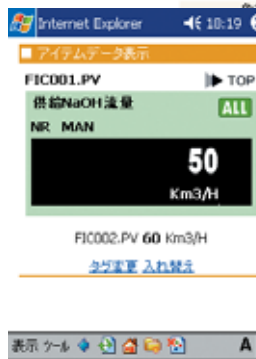 Internet Explorer 10:19
アイテムデータ表示
FIC001.PV TOP
供給NaOH流量 ALL
NR MAN
50
Km3/H
FIC002.PV 60 Km3/H
タグ変更 入れ替え
表示 ツール A